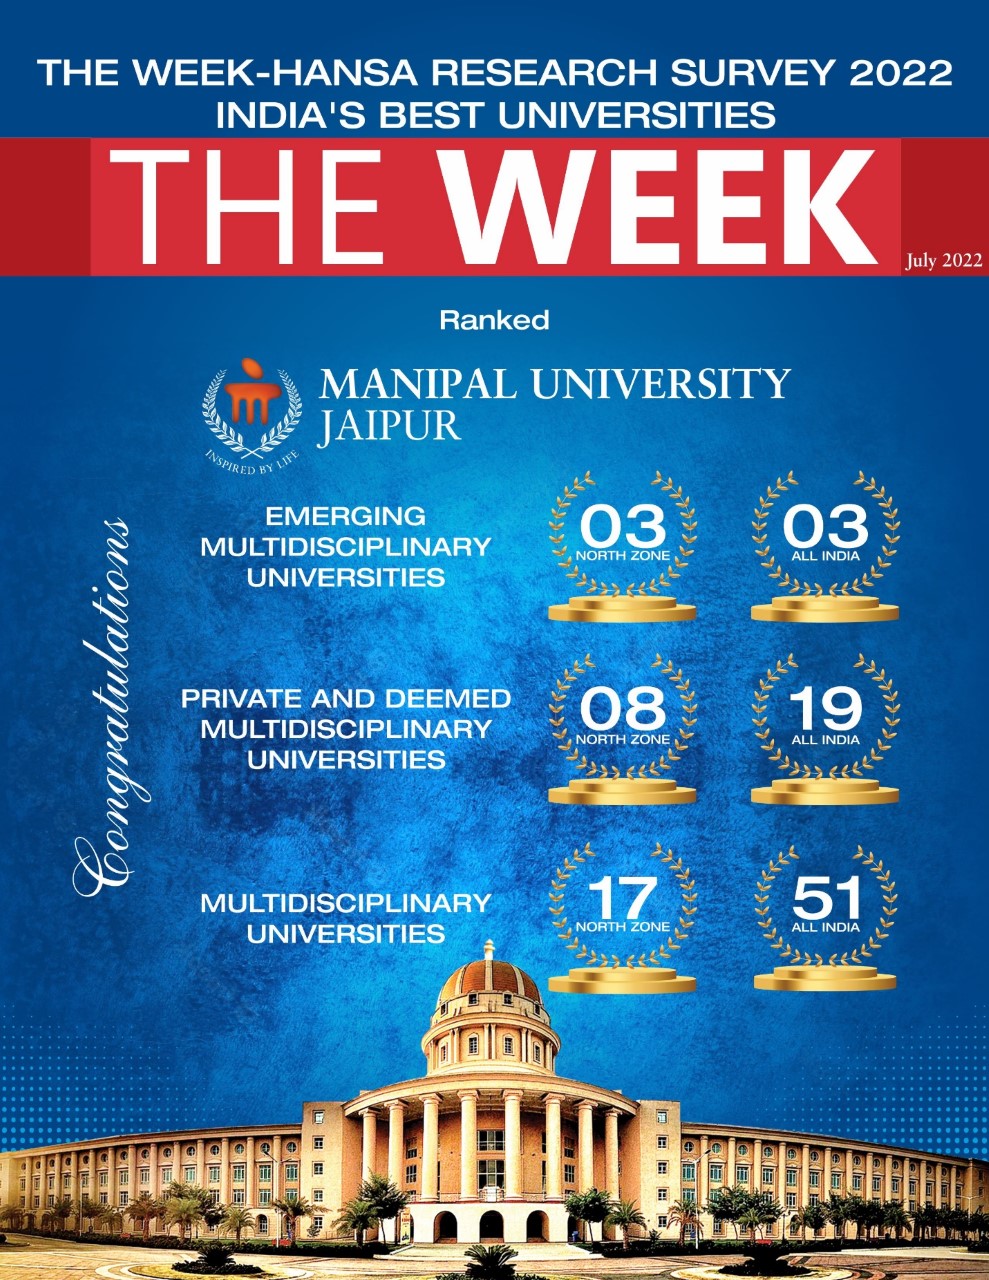 THE WEEK-HANSA RESEARCH SURVEY 2022
INDIA'S BEST UNIVERSITIES
THE WEEK
July 2022
Ranked
MANIPAL UNIVERSITY
JAIPUR
INSPIRED BY LIFE
Congratulations
EMERGING
MULTIDISCIPLINARY
UNIVERSITIES
03
NORTH ZONE
03
ALL INDIA
PRIVATE AND DEEMED
MULTIDISCIPLINARY
UNIVERSITIES
08
NORTH ZONE
19
ALL INDIA
MULTIDISCIPLINARY
UNIVERSITIES
17
NORTH ZONE
51
ALL INDIA